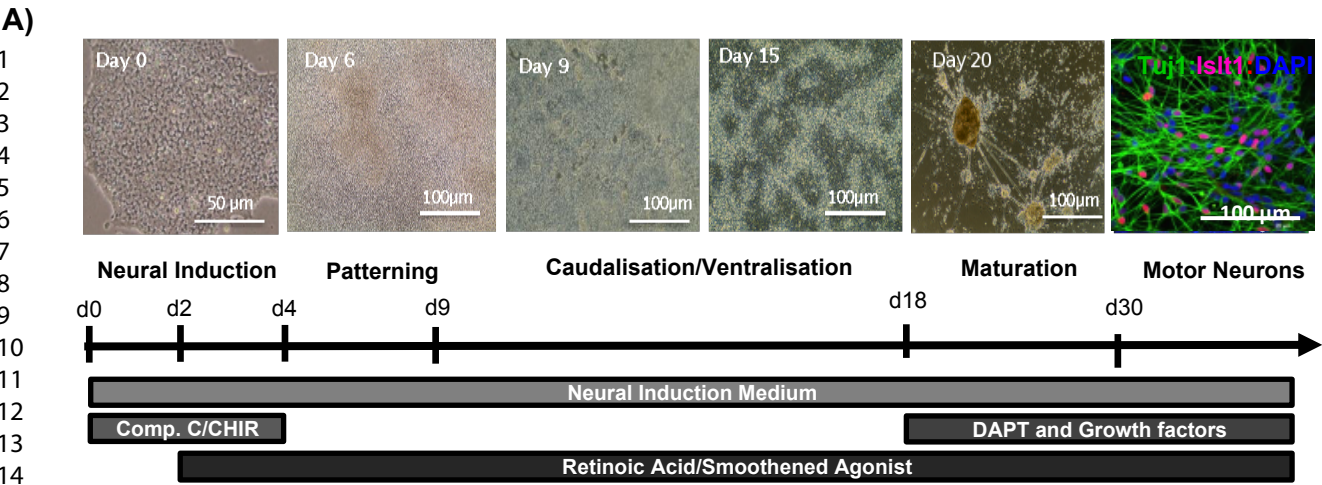 A)
1
2
3
4
5
6
7
8
9
10
11
12
13
14
Day 0
Day 6
Day 9
Day 15
Day 20
Tuj1:Islt1:DAPI
50 µm
100µm
100µm
100µm
100µm
100 µm
Neural Induction
Patterning
Caudalisation/Ventralisation
Maturation
Motor Neurons
d0
d2
d4
d9
d18
d30
Neural Induction Medium
Comp. C/CHIR
DAPT and Growth factors
Retinoic Acid/Smoothened Agonist